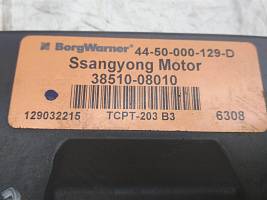 BorgWarner 44-50-000-129-D
Ssangyong Motor
38510-08010
129032215 TCPT-203 B3 6308